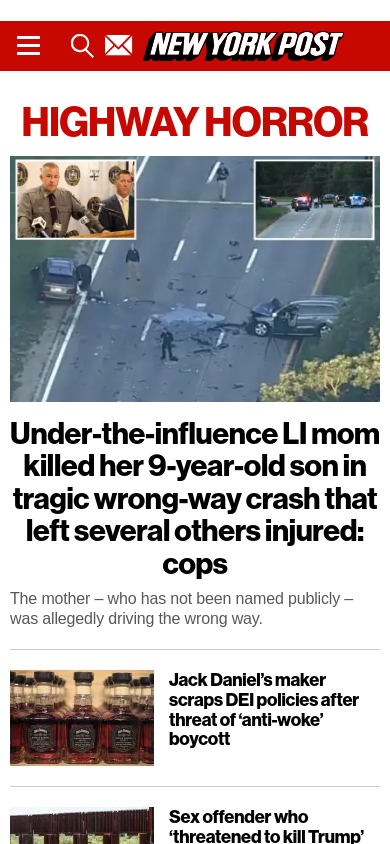 NEW YORK POST
HIGHWAY HORROR
Under-the-influence LI mom
killed her 9-year-old son in
tragic wrong-way crash that
left several others injured:
cops
The mother – who has not been named publicly –
was allegedly driving the wrong way.
Jack Daniel’s maker
scraps DEI policies after
threat of ‘anti-woke’
boycott
Sex offender who
‘threatened to kill Trump’